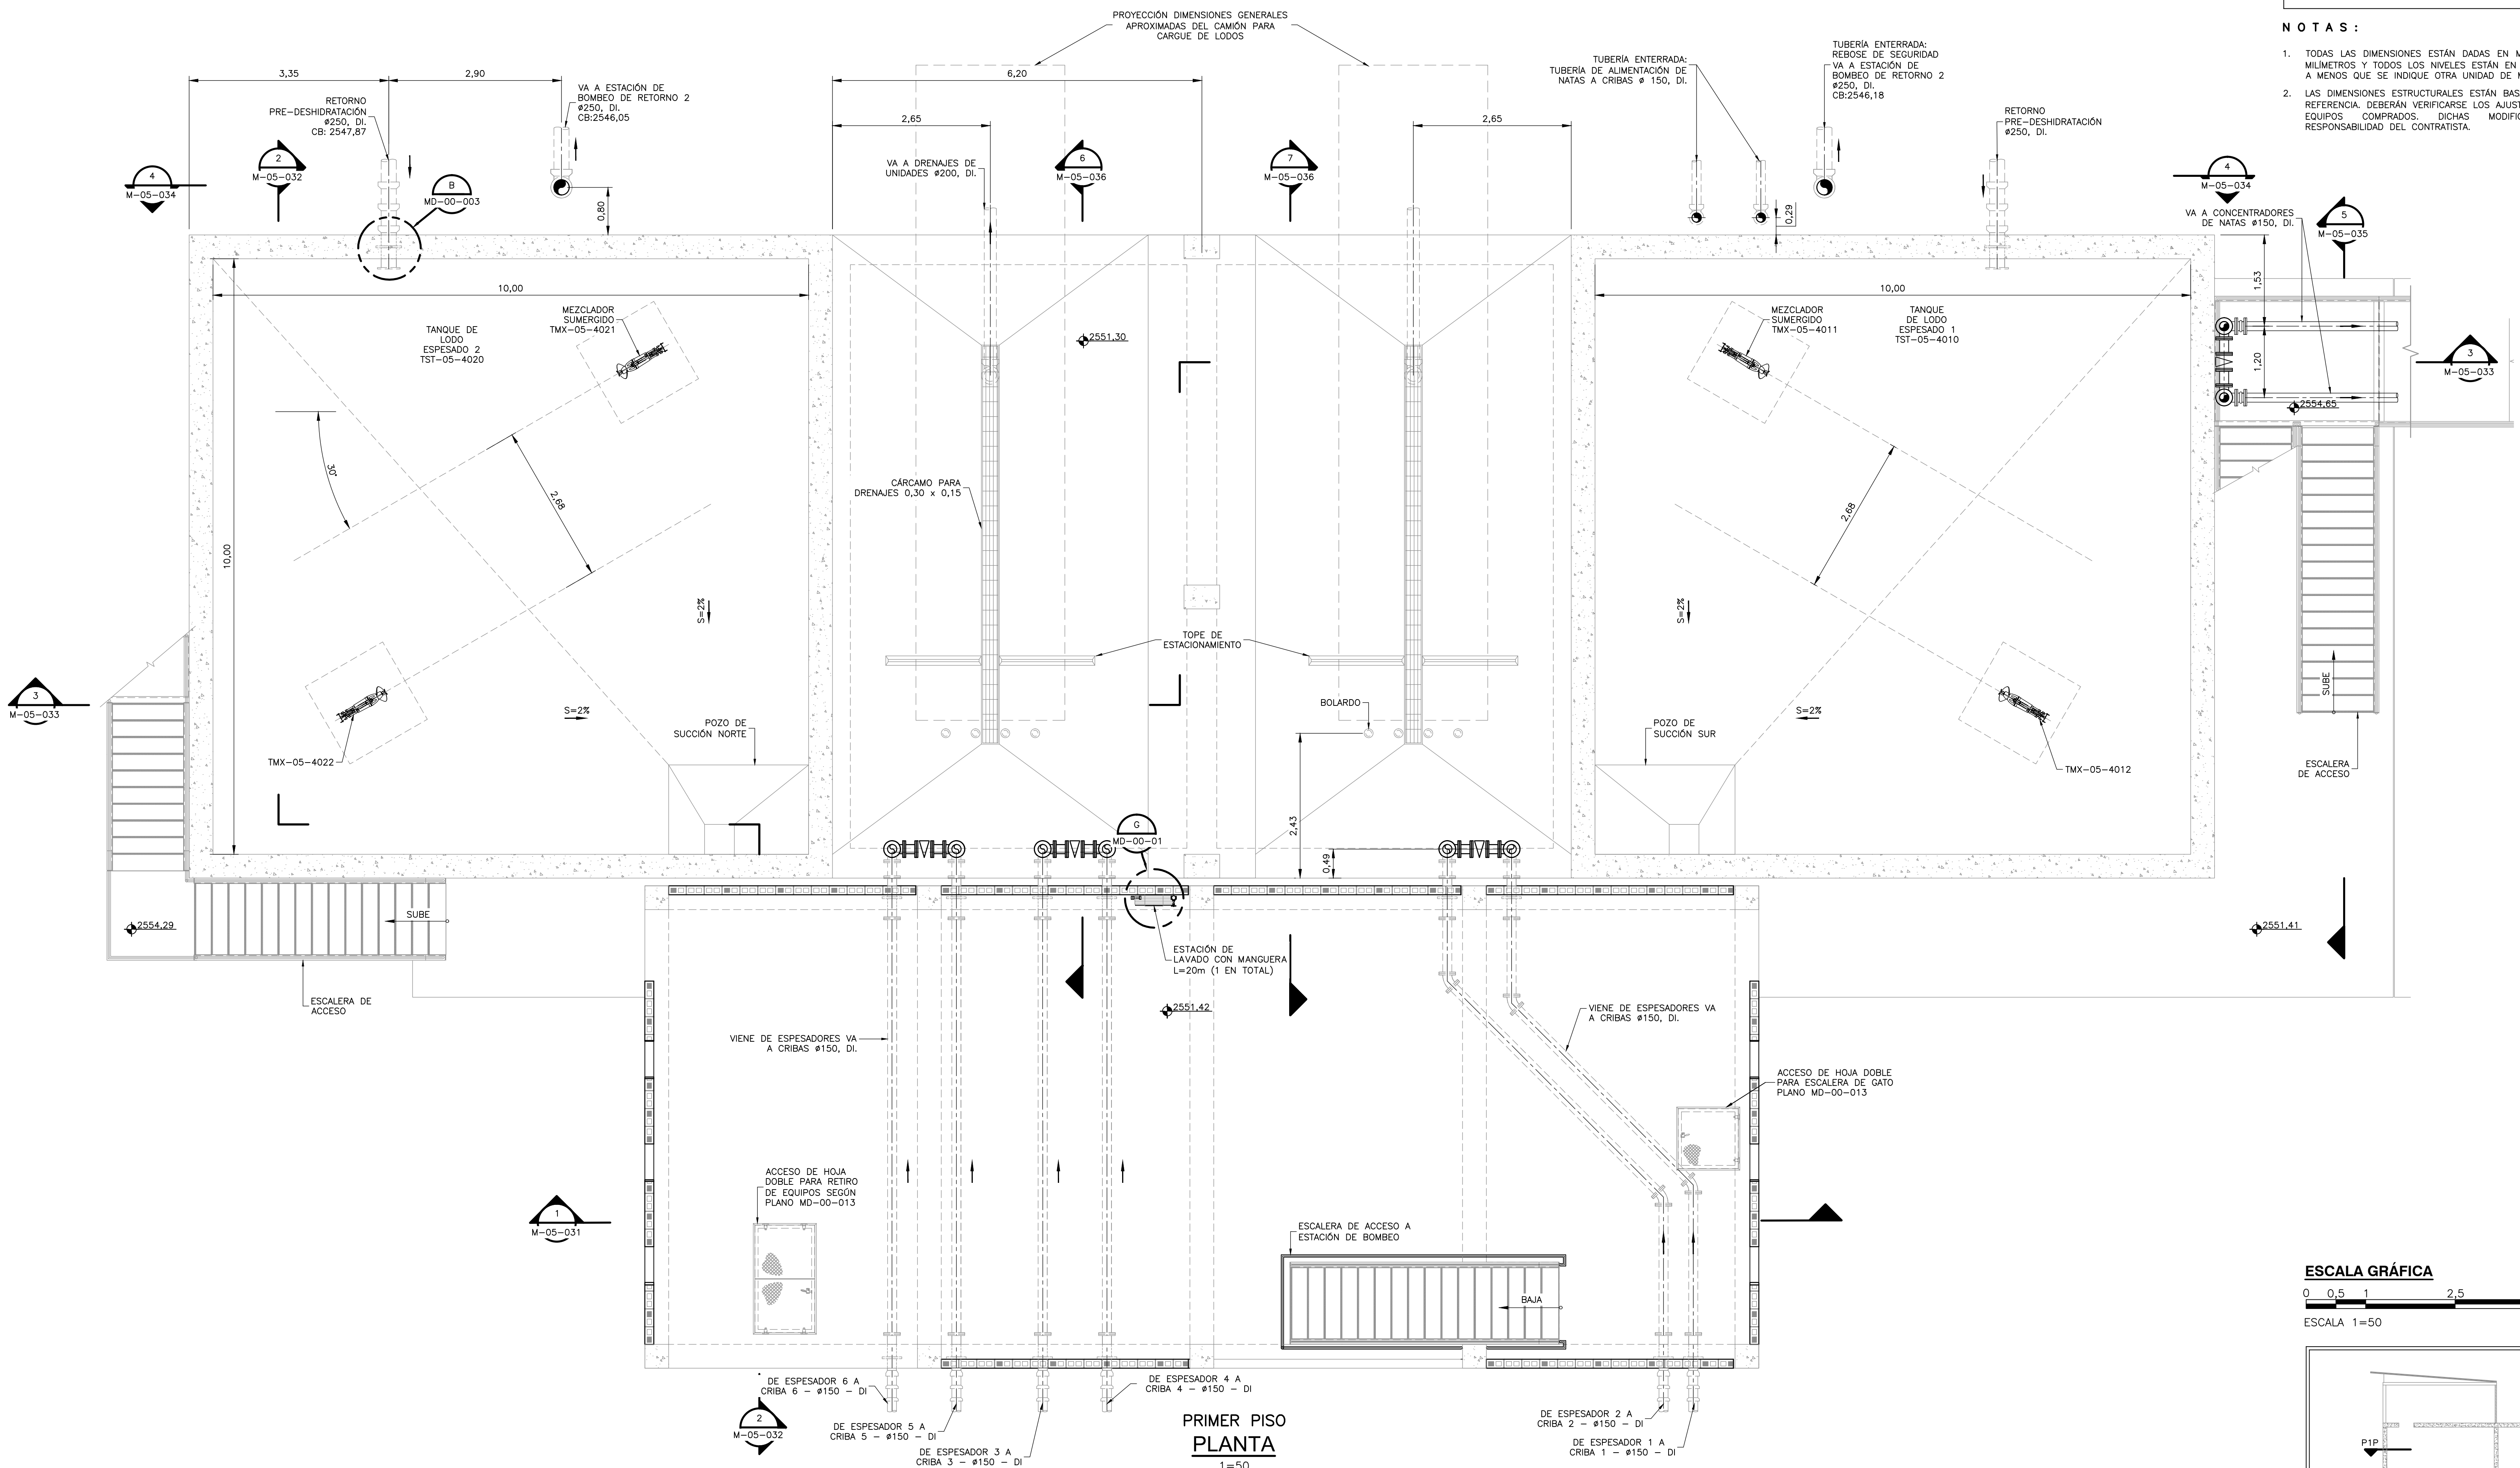 PROYECCIÓN DIMENSIONES GENERALES
APROXIMADAS DEL CAMIÓN PARA
CARGUE DE LODOS
N O T A S :
1. TODAS LAS DIMENSIONES ESTÁN DADAS EN
MILÍMETROS Y TODOS LOS NIVELES ESTÁN EN
A MENOS QUE SE INDIQUE OTRA UNIDAD DE
2. LAS DIMENSIONES ESTRUCTURALES ESTÁN
REFERENCIA. DEBERÁN VERIFICARSE LOS
EQUIPOS COMPRADOS. DICHAS
RESPONSABILIDAD DEL CONTRATISTA.
3,35
2,90
6,20
2,65
2,65
RETORNO
PRE-DESHIDRATACIÓN
ø250, DI.
CB: 2547,87
VA A ESTACIÓN DE
BOMBEO DE RETORNO 2
ø250, DI.
CB:2546,05
TUBERÍA ENTERRADA:
TUBERÍA DE ALIMENTACIÓN DE
NATAS A CRIBAS ø 150, DI.
TUBERÍA ENTERRADA:
REBOSE DE SEGURIDAD
VA A ESTACIÓN DE
BOMBEO DE RETORNO 2
ø250, DI.
CB:2546,18
RETORNO
PRE-DESHIDRATACIÓN
ø250, DI.
4
M-05-034
2
M-05-032
B
MD-00-003
0,80
VA A DRENAJES DE
UNIDADES ø200, DI.
6
M-05-036
7
M-05-036
0,29
4
M-05-034
VA A CONCENTRADORES
DE NATAS ø150, DI.
5
M-05-035
10,00
10,00
10,00
TANQUE DE
LODO
ESPESADO 2
TST-05-4020
MEZCLADOR
SUMERGIDO
TMX-05-4021
2551,30
MEZCLADOR
SUMERGIDO
TMX-05-4011
TANQUE
DE LODO
ESPESADO 1
TST-05-4010
1,53
1,20
2554,65
3
M-05-033
30°
2,68
CÁRCAMO PARA
DRENAJES 0,30 x 0,15
2,68
S=2%
TOPE DE
ESTACIONAMIENTO
S=2%
3
M-05-033
S=2%
TMX-05-4022
POZO DE
SUCCIÓN NORTE
BOLARDO
POZO DE
SUCCIÓN SUR
S=2%
TMX-05-4012
SUBE
ESCALERA
DE ACCESO
2,43
0,49
G
MD-00-01
2554,29
SUBE
ESCALERA DE
ACCESO
ESTACIÓN DE
LAVADO CON MANGUERA
L=20m (1 EN TOTAL)
2551,41
2551,42
VIENE DE ESPESADORES VA
A CRIBAS ø150, DI.
VIENE DE ESPESADORES VA
A CRIBAS ø150, DI.
ACCESO DE HOJA DOBLE
PARA ESCALERA DE GATO
PLANO MD-00-013
ACCESO DE HOJA
DOBLE PARA RETIRO
DE EQUIPOS SEGÚN
PLANO MD-00-013
1
M-05-031
ESCALERA DE ACCESO A
ESTACIÓN DE BOMBEO
BAJA
ESCALA GRÁFICA
0 0,5 1 2,5
ESCALA 1=50
DE ESPESADOR 6 A
CRIBA 6 - ø150 - DI
DE ESPESADOR 5 A
CRIBA 5 - ø150 - DI
DE ESPESADOR 3 A
CRIBA 3 - ø150 - DI
DE ESPESADOR 4 A
CRIBA 4 - ø150 - DI
DE ESPESADOR 2 A
CRIBA 2 - ø150 - DI
DE ESPESADOR 1 A
CRIBA 1 - ø150 - DI
2
M-05-032
PRIMER PISO
PLANTA
1=50
P1P